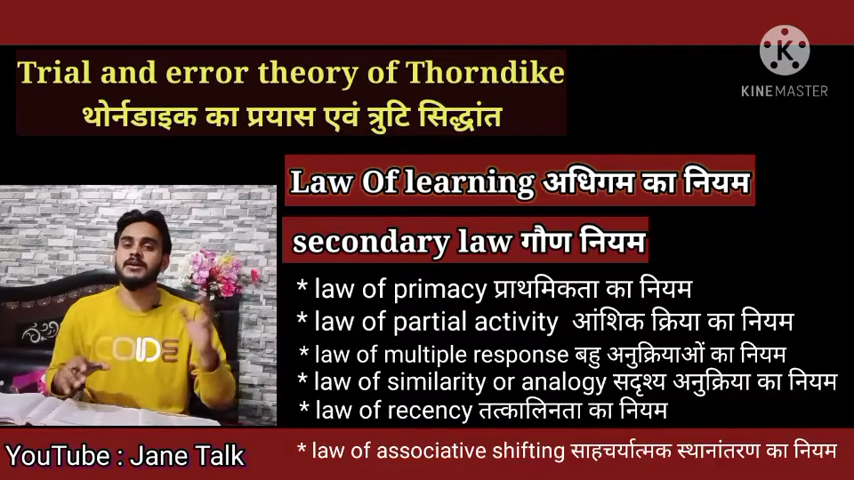 Trial and error theory of Thorndike
थोर्नडाइक का प्रयास एवं त्रुटि सिद्धांत
K
KINEMASTER
Law Of learning अधिगम का नियम
secondary law गौण नियम
* law of primacy प्राथमिकता का नियम
* law of partial activity आंशिक क्रिया का नियम
* law of multiple response बहु अनुक्रियाओं का नियम
* law of similarity or analogy सदृश्य अनुक्रिया का नियम
* law of recency तत्कालिनता का नियम
* law of associative shifting साहचर्यात्मक स्थानांतरण का नियम
CODE
YouTube : Jane Talk